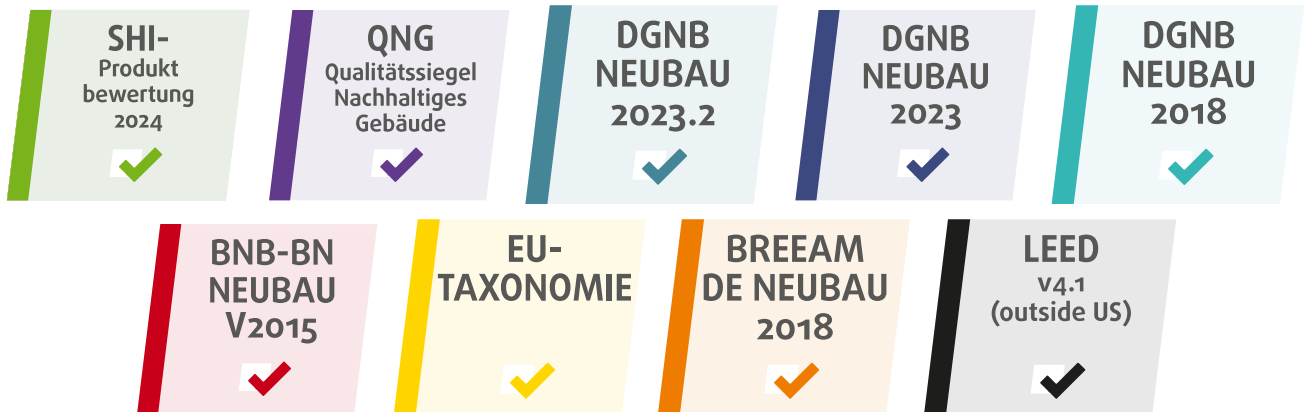 SHI-
Produkt
bewertung
2024
QNG
Qualitätssiegel
Nachhaltiges
Gebäude
DGNB
NEUBAU
2023.2
DGNB
NEUBAU
2023
DGNB
NEUBAU
2018
BNB-BN
NEUBAU
V2015
EU-
TAXONOMIE
BREEAM
DE NEUBAU
2018
LEED
v4.1
(outside US)